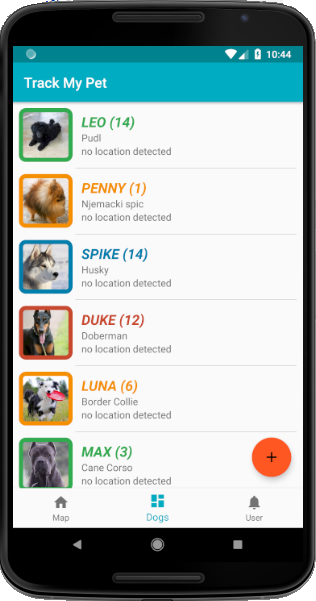 10:44
Track My Pet
LEO (14)
Pudl
no location detected
PENNY (1)
Njemacki spic
no location detected
SPIKE (14)
Husky
no location detected
DUKE (12)
Doberman
no location detected
LUNA (6)
Border Collie
no location detected
MAX (3)
Cane Corso
no location detected
+
Map
Dogs
User